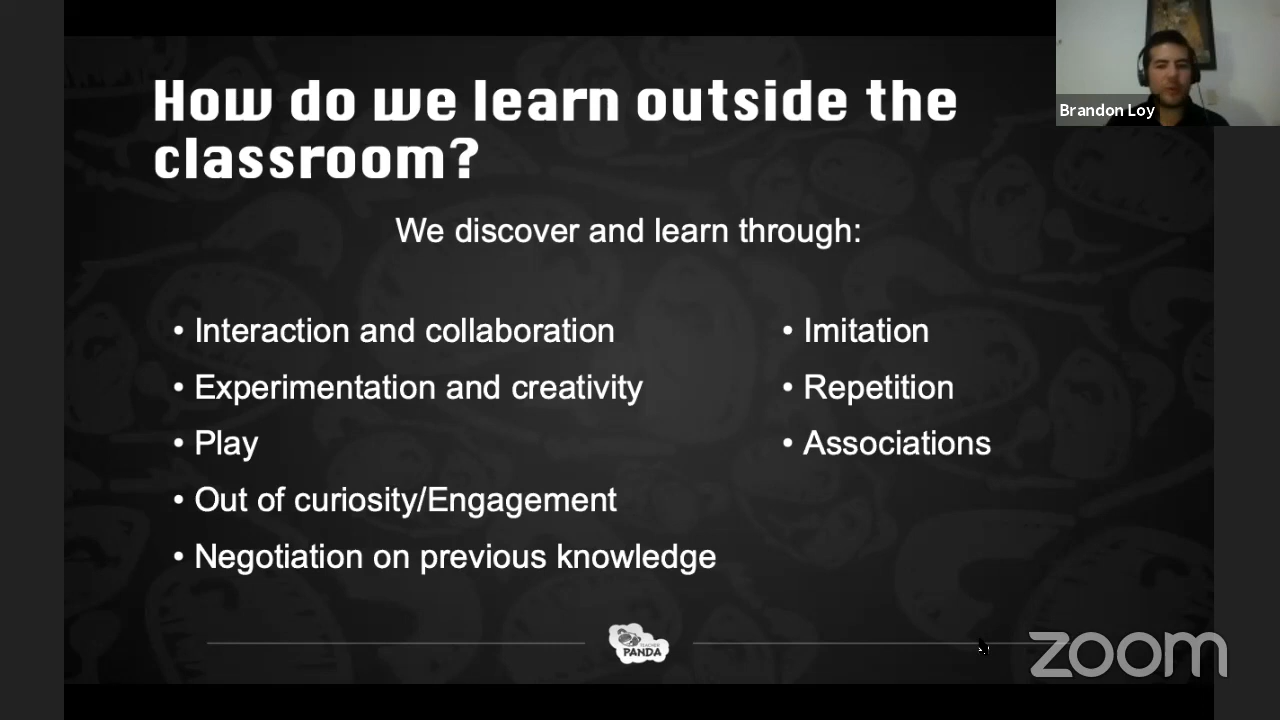 How do we learn outside the
classroom?
Brandon Loy
We discover and learn through:
• Interaction and collaboration
• Experimentation and creativity
• Play
• Out of curiosity/Engagement
• Negotiation on previous knowledge
• Imitation
• Repetition
• Associations
TEACHER
PANDA
zoom